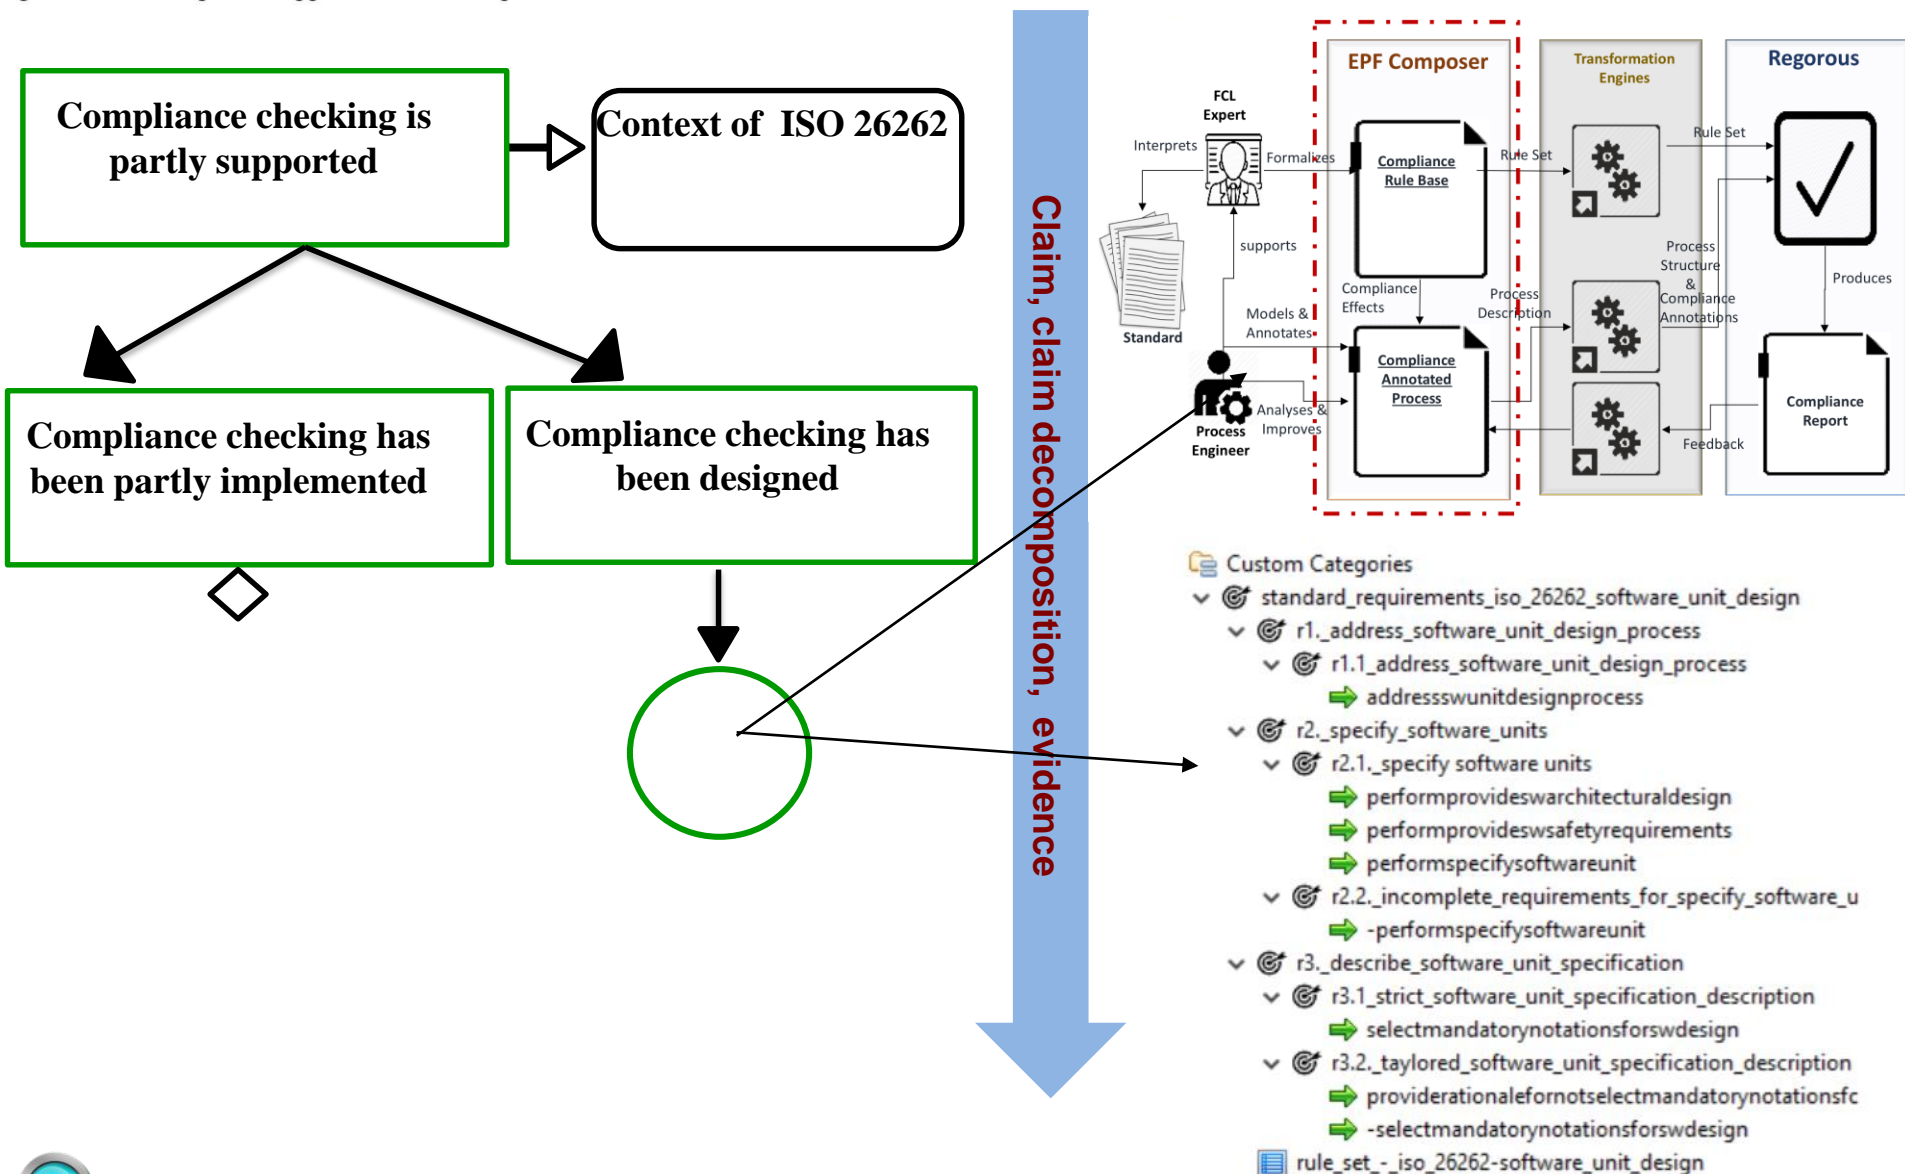 Compliance checking is
partly supported
Context of ISO 26262
Compliance checking has
been partly implemented
Compliance checking has
been designed
Claim, claim decomposition, evidence
EPF Composer
Transformation
Engines
Regorous
FCL
Expert
Interprets
Formalizes
Compliance
Rule Base
Rule Set
Rule Set
supports
Standard
Compliance
Effects
Process
Structure
&
Compliance
Annotations
Produces
Models &
Annotates
Process
Description
Compliance
Annotated
Process
Analyses &
Improves
Process
Engineer
Feedback
Compliance
Report
Custom Categories
standard_requirements_iso_26262_software_unit_design
r1._address_software_unit_design_process
r1.1_address_software_unit_design_process
addressswunitdesignprocess
r2._specify_software_units
r2.1._specify software units
performprovideswarchitecturaldesign
performprovideswsafetyrequirements
performspecifysoftwareunit
r2.2._incomplete_requirements_for_specify_software_u
-performspecifysoftwareunit
r3._describe_software_unit_specification
r3.1_strict_software_unit_specification_description
selectmandatorynotationsforswdesign
r3.2._taylored_software_unit_specification_description
providerationalefornotselectmandatorynotationsfc
-selectmandatorynotationsforswdesign
rule_set_-_iso_26262-software_unit_design